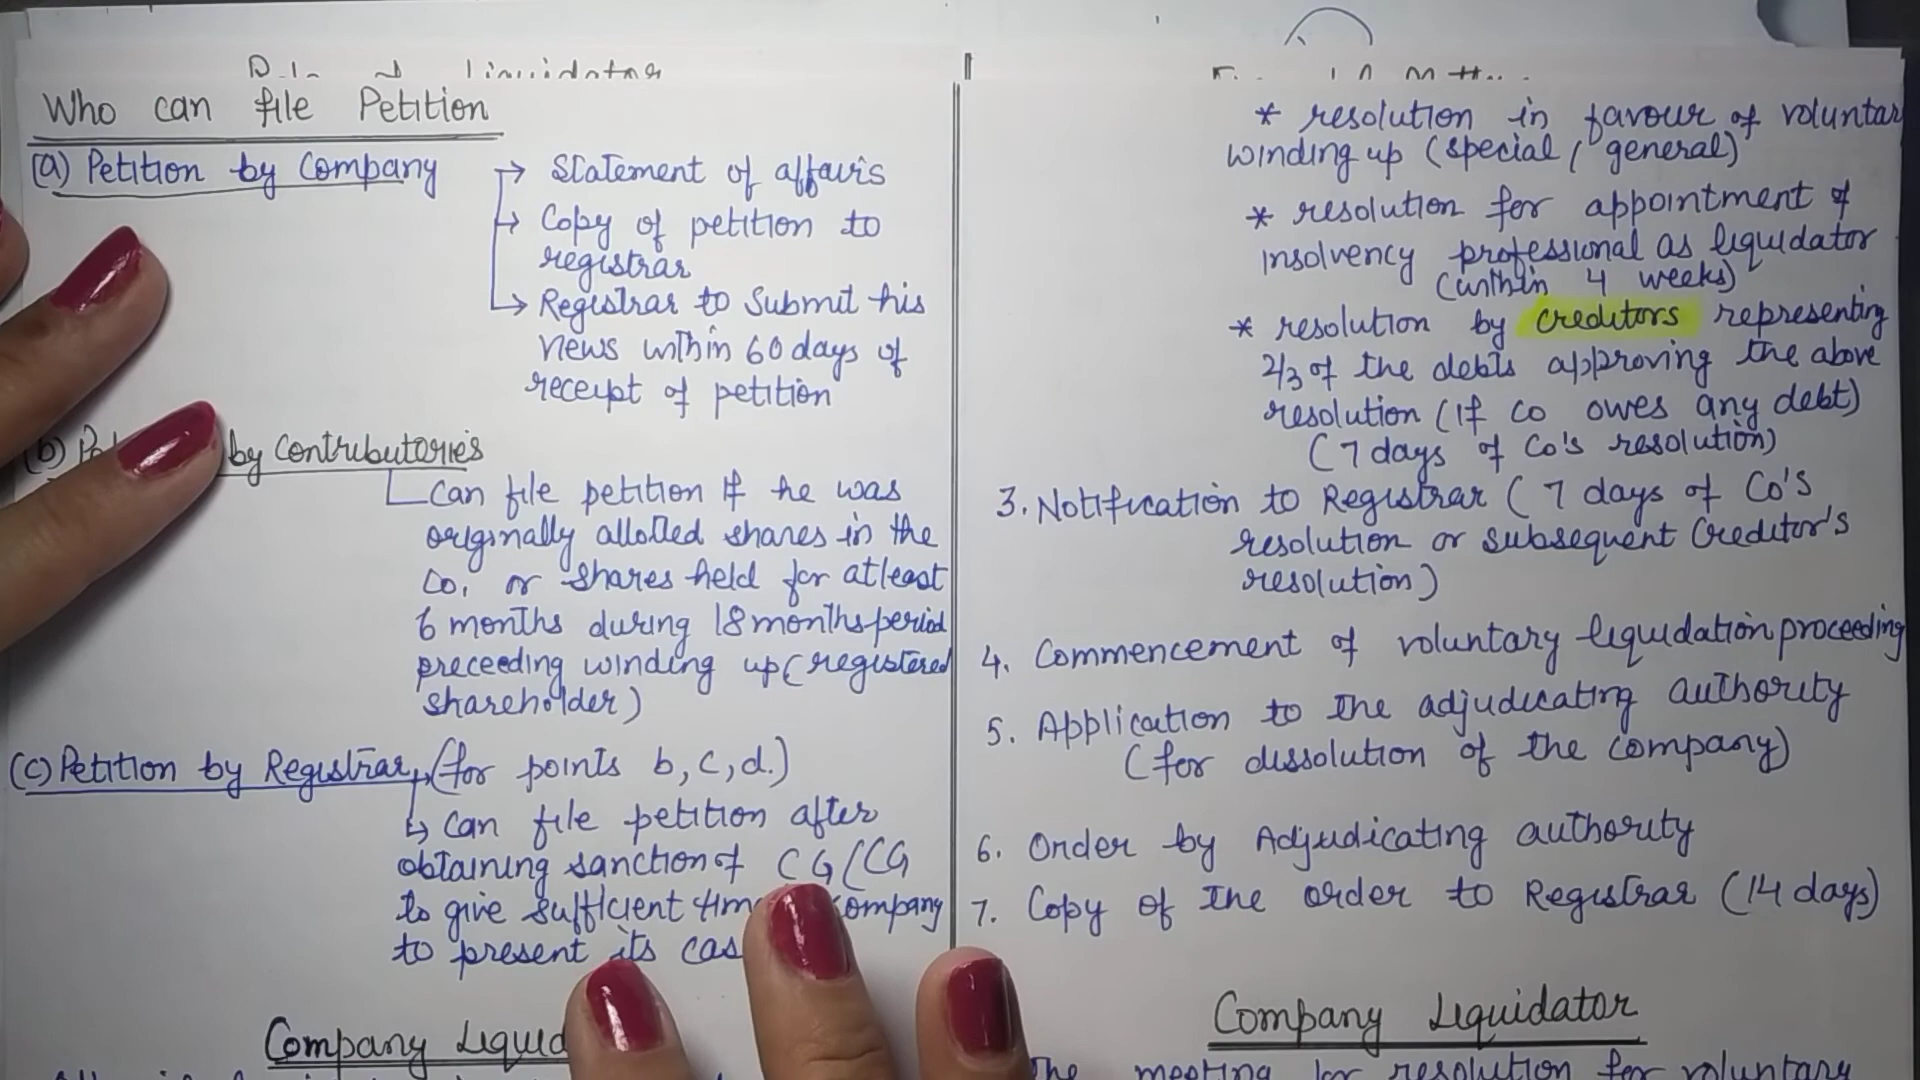 Who can file Petition
(a) Petition by Company
→ Statement of affairs
→ Copy of petition to
registrar
→ Registrar to Submit his
views within 60 days of
receipt of petition
(b) by Contributories
Can file petition if he was
originally allotted shares in the
Co, or shares held for atleast
6 months during 18 months period
preceeding winding up (registered
shareholder)
(c) Petition by Registrar, (for points b, c, d.)
↳ Can file petition after
obtaining sanction of CG (CG
to give sufficient company
to present its
Company
* resolution in favour of voluntar
winding up (special / general)
* resolution for appointment of
insolvency professional as liquidator
(within 4 weeks)
* resolution by creditors representing
2/3 of the debts approving the above
resolution (if co owes any debt)
(7 days of Co's resolution)
3. Notification to Registrar (7 days of Co's
resolution or subsequent Creditor's
resolution)
4. Commencement of voluntary liquidation proceeding
5. Application to the adjudicating authority
(for dissolution of the company)
6. Order by Adjudicating authority
7. Copy of the order to Registrar (14 days)
Company Liquidator
The meeting for resolution for voluntary